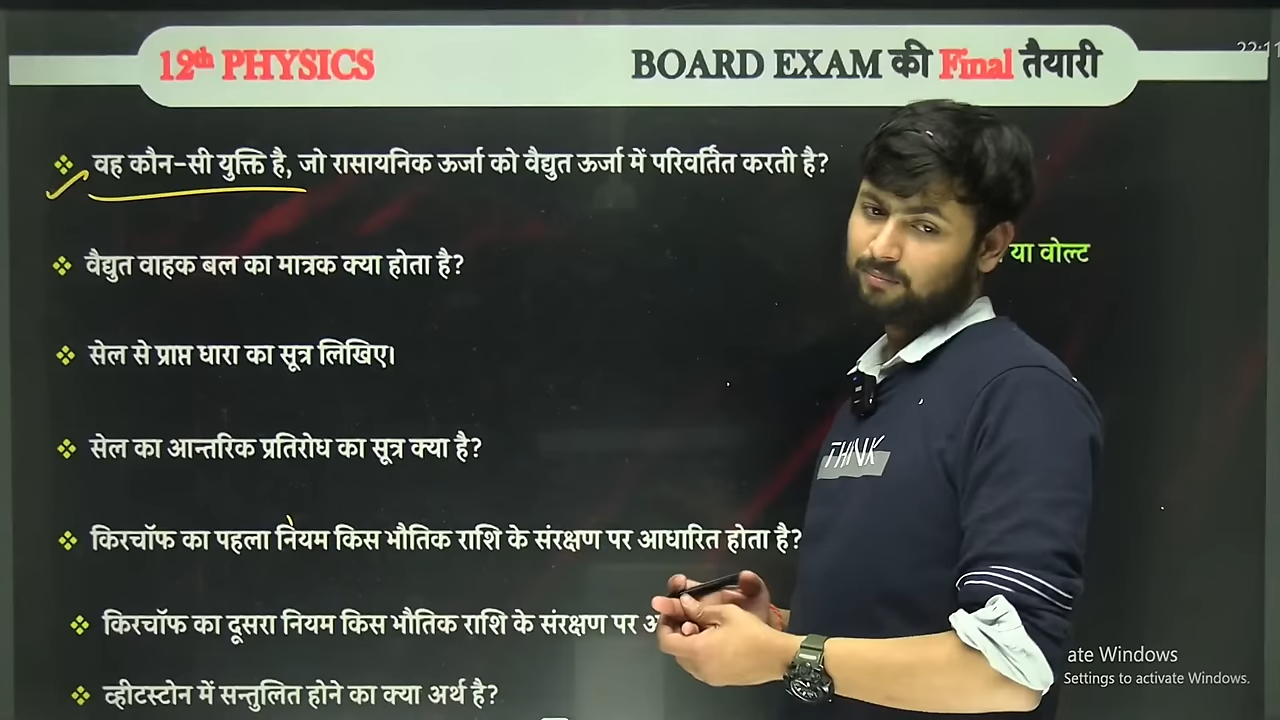 12th PHYSICS
BOARD EXAM की Final तैयारी
22:11
वह कौन-सी युक्ति है, जो रासायनिक ऊर्जा को वैद्युत ऊर्जा में परिवर्तित करती है?
वैद्युत वाहक बल का मात्रक क्या होता है?
या वोल्ट
सेल से प्राप्त धारा का सूत्र लिखिए।
सेल का आन्तरिक प्रतिरोध का सूत्र क्या है?
किरचॉफ का पहला नियम किस भौतिक राशि के संरक्षण पर आधारित होता है?
किरचॉफ का दूसरा नियम किस भौतिक राशि के संरक्षण पर
व्हीटस्टोन में सन्तुलित होने का क्या अर्थ है?
THINK
ate Windows
Settings to activate Windows.